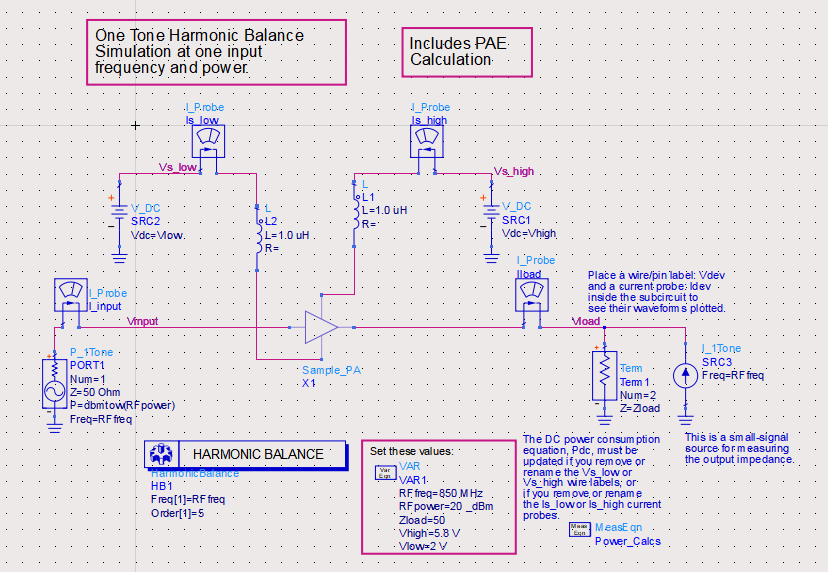 One Tone Harmonic Balance
Simulation at one input
frequency and power.
Includes PAE
Calculation
I_Probe
Is_low
I_Probe
Is_high
Vs_low
Vs_high
V_DC
SRC2
Vdc=Vlow
L
L2
L=1.0 uH
R=
L
L1
L=1.0 uH
R=
V_DC
SRC1
Vdc=Vhigh
I_Probe
I_input
I_Probe
Iload
Place a wire/pin label: Vdev
and a current probe: Idev
inside the subcircuit to
see their waveforms plotted.
Vinput
Vload
P_1Tone
PORT1
Num=1
Z=50 Ohm
P=dbmtow(RFpower)
Freq=RFfreq
Sample_PA
X1
Term
Term1
Num=2
Z=Zload
I_1Tone
SRC3
Freq=RFfreq
HARMONIC BALANCE
HarmonicBalance
HB1
Freq[1]=RFfreq
Order[1]=5
Set these values:
Var
Eqn
VAR
VAR1
RFfreq=850 MHz
RFpower=20 _dBm
Zload=50
Vhigh=5.8 V
Vlow=2 V
The DC power consumption
equation, Pdc, must be
updated if you remove or
rename the Vs_low or
Vs_high wire labels, or
if you remove or rename
the Is_low or Is_high current
probes.
Meas
Eqn
MeasEqn
Power_Calcs
This is a small-signal
source for measuring
the output impedance.